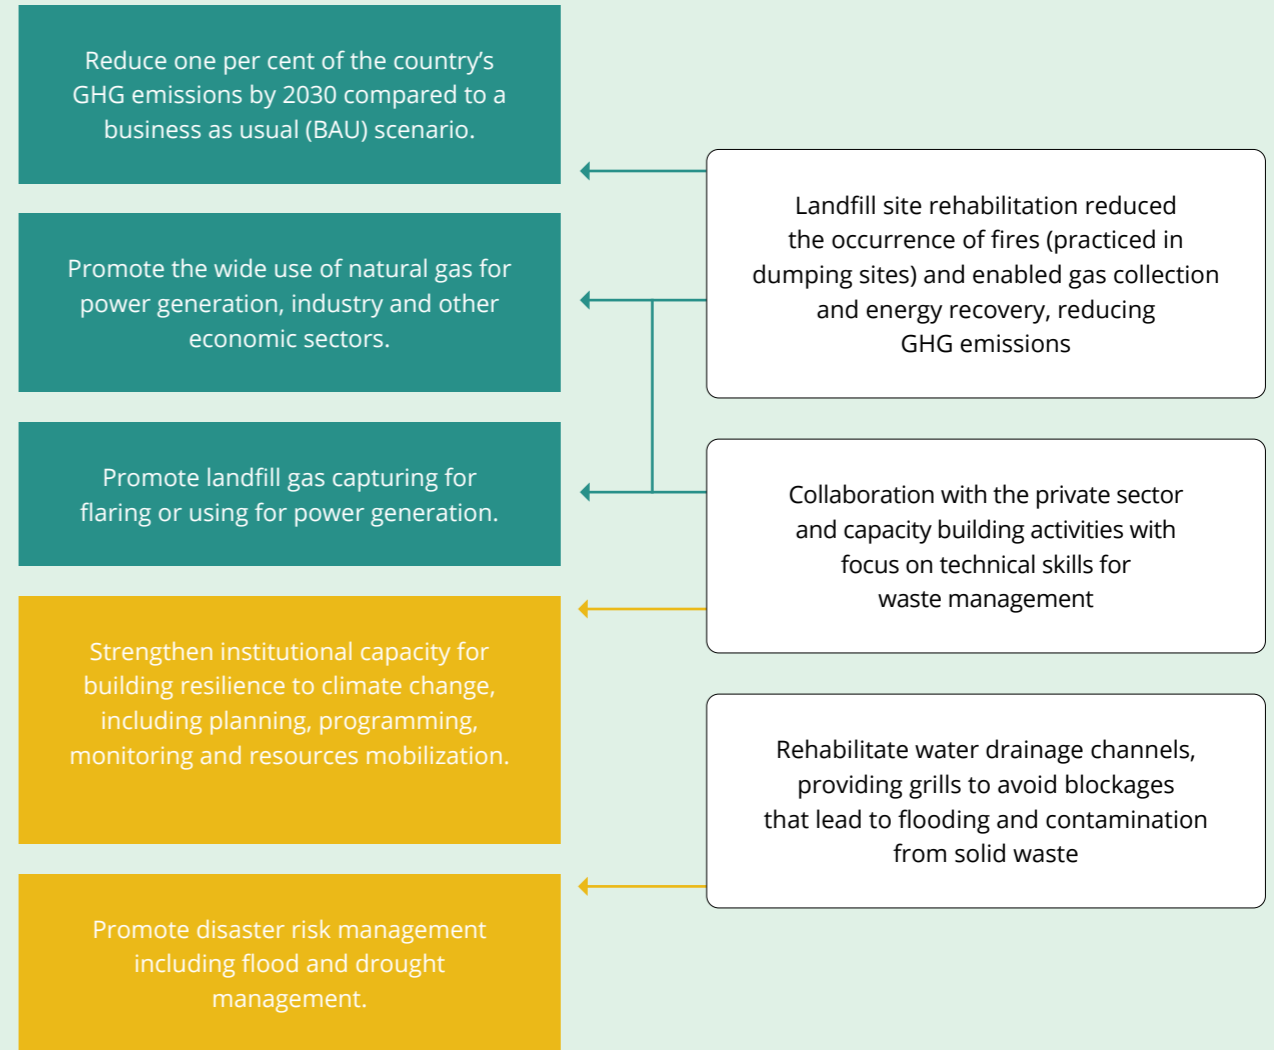 Reduce one per cent of the country’s
GHG emissions by 2030 compared to a
business as usual (BAU) scenario.
Promote the wide use of natural gas for
power generation, industry and other
economic sectors.
Promote landfill gas capturing for
flaring or using for power generation.
Strengthen institutional capacity for
building resilience to climate change,
including planning, programming,
monitoring and resources mobilization.
Promote disaster risk management
including flood and drought
management.
Landfill site rehabilitation reduced
the occurrence of fires (practiced in
dumping sites) and enabled gas collection
and energy recovery, reducing
GHG emissions
Collaboration with the private sector
and capacity building activities with
focus on technical skills for
waste management
Rehabilitate water drainage channels,
providing grills to avoid blockages
that lead to flooding and contamination
from solid waste